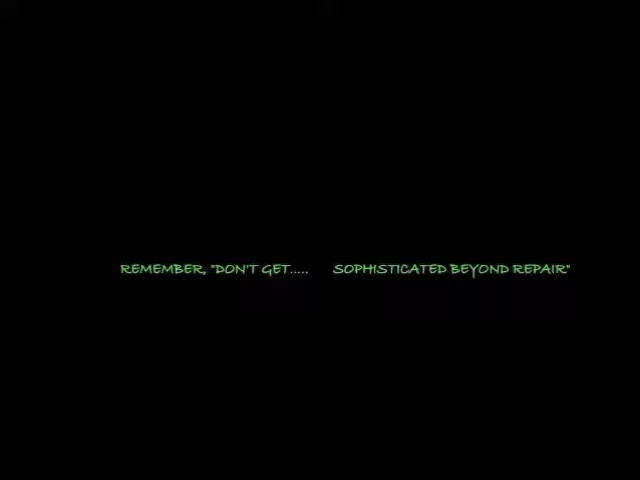 REMEMBER, "DON'T GET..... SOPHISTICATED BEYOND REPAIR"